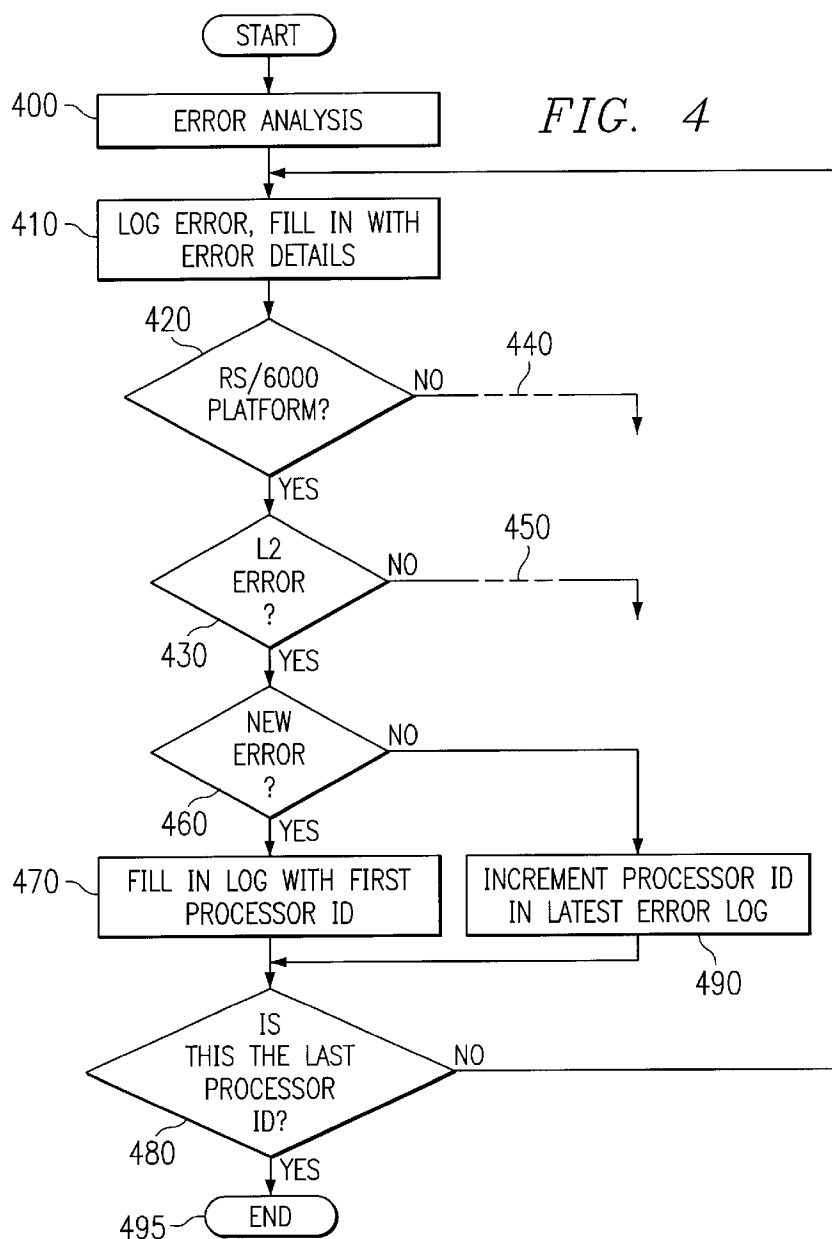 START
400
ERROR ANALYSIS
FIG. 4
410
LOG ERROR, FILL IN WITH
ERROR DETAILS
420
RS/6000
PLATFORM?
NO
440
YES
L2
ERROR
?
NO
450
430
YES
NEW
ERROR
?
NO
460
YES
470
FILL IN LOG WITH FIRST
PROCESSOR ID
INCREMENT PROCESSOR ID
IN LATEST ERROR LOG
490
IS
THIS THE LAST
PROCESSOR
ID?
NO
480
YES
495
END